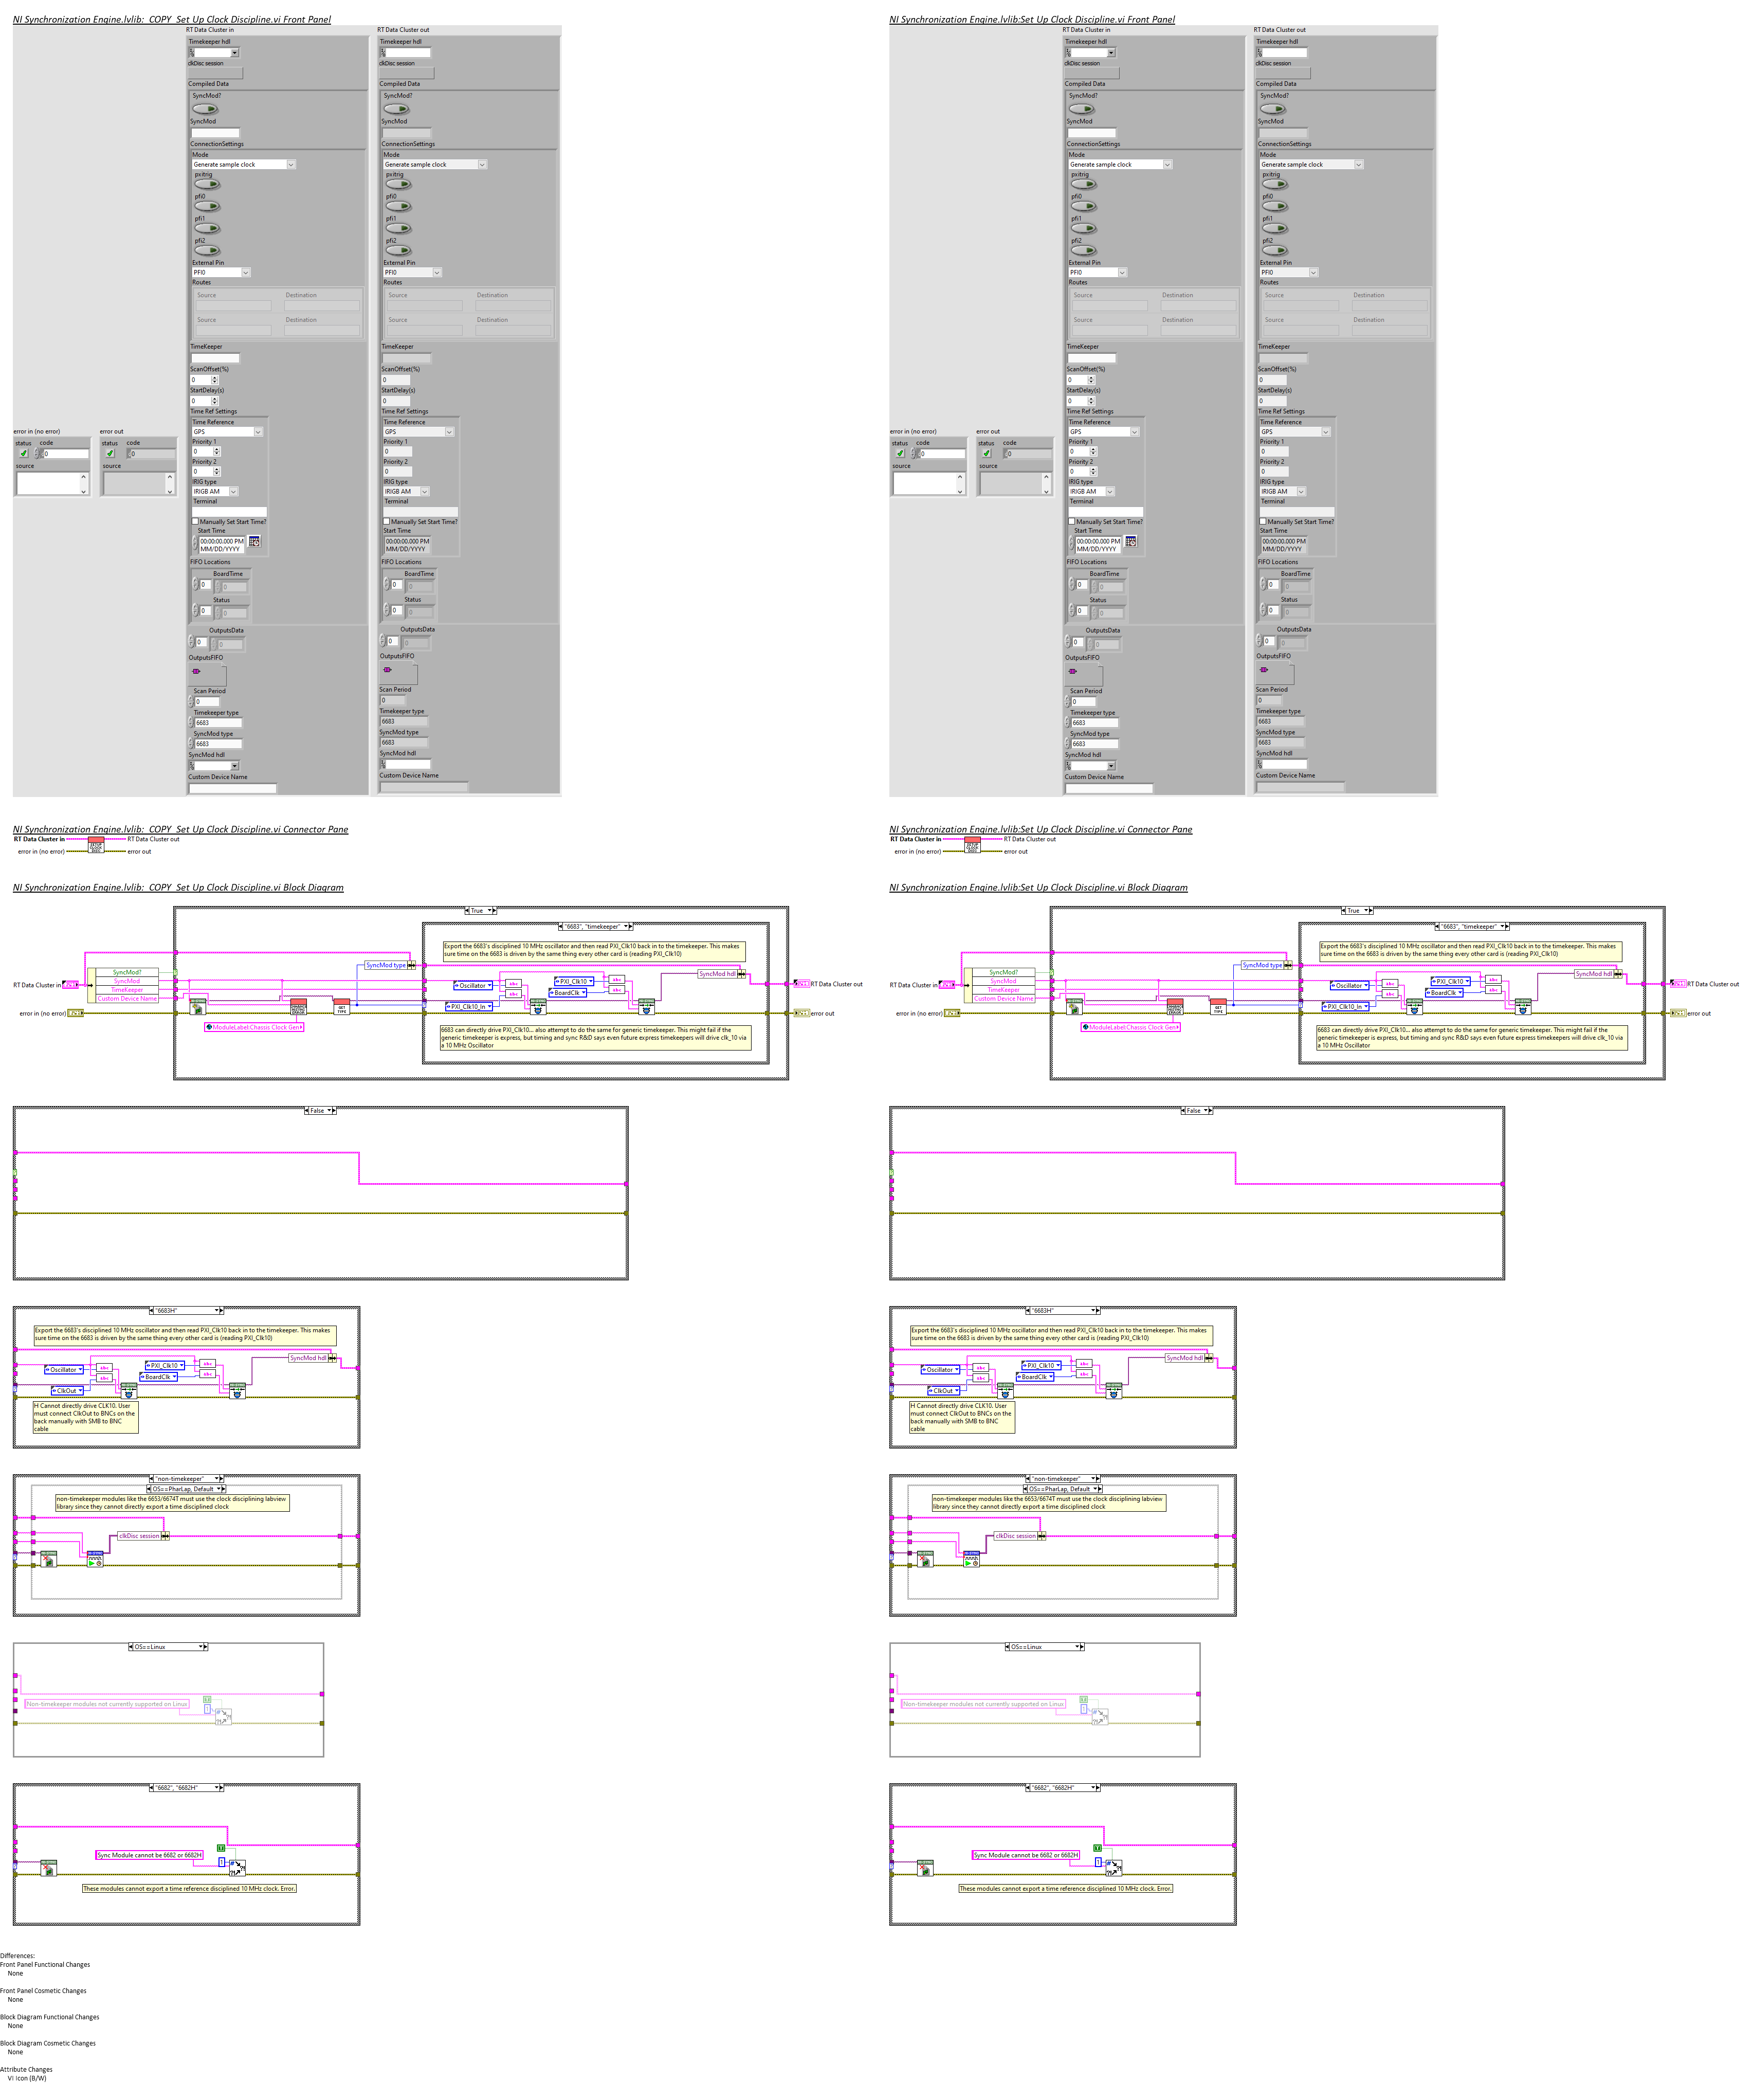 NI Synchronization Engine.lvlib:  COPY  Set Up Clock Discipline.vi Front Panel
RT Data Cluster in
RT Data Cluster out
Timekeeper hdl
Timekeeper hdl
clkDisc session
clkDisc session
Compiled Data
Compiled Data
SyncMod?
SyncMod?
SyncMod
SyncMod
ConnectionSettings
ConnectionSettings
Mode
Mode
Generate sample clock
Generate sample clock
pxitrig
pxitrig
pfi0
pfi0
pfi1
pfi1
pfi2
pfi2
External Pin
External Pin
PFI0
PFI0
Routes
Routes
Source Destination
Source Destination
Source Destination
Source Destination
TimeKeeper
TimeKeeper
ScanOffset(%)
ScanOffset(%)
0
0
StartDelay(s)
StartDelay(s)
0
0
Time Ref Settings
Time Ref Settings
Time Reference
Time Reference
GPS
GPS
error in (no error)
error out
status code
status code
0
0
source
source
Priority 1
Priority 1
0
0
Priority 2
Priority 2
0
0
IRIG type
IRIG type
IRIGB AM
IRIGB AM
Terminal
Terminal
Manually Set Start Time?
Manually Set Start Time?
Start Time
Start Time
00:00:00.000 PM
MM/DD/YYYY
00:00:00.000 PM
MM/DD/YYYY
FIFO Locations
FIFO Locations
BoardTime
BoardTime
0 0
0 0
Status
Status
0 0
0 0
OutputsData
OutputsData
0 0
0 0
OutputsFIFO
OutputsFIFO
Scan Period
Scan Period
0
0
Timekeeper type
Timekeeper type
6683
6683
SyncMod type
SyncMod type
6683
6683
SyncMod hdl
SyncMod hdl
Custom Device Name
Custom Device Name
NI Synchronization Engine.lvlib:Set Up Clock Discipline.vi Front Panel
RT Data Cluster in
RT Data Cluster out
Timekeeper hdl
Timekeeper hdl
clkDisc session
clkDisc session
Compiled Data
Compiled Data
SyncMod?
SyncMod?
SyncMod
SyncMod
ConnectionSettings
ConnectionSettings
Mode
Mode
Generate sample clock
Generate sample clock
pxitrig
pxitrig
pfi0
pfi0
pfi1
pfi1
pfi2
pfi2
External Pin
External Pin
PFI0
PFI0
Routes
Routes
Source Destination
Source Destination
Source Destination
Source Destination
TimeKeeper
TimeKeeper
ScanOffset(%)
ScanOffset(%)
0
0
StartDelay(s)
StartDelay(s)
0
0
Time Ref Settings
Time Ref Settings
Time Reference
Time Reference
GPS
GPS
error in (no error)
error out
status code
status code
0
0
source
source
Priority 1
Priority 1
0
0
Priority 2
Priority 2
0
0
IRIG type
IRIG type
IRIGB AM
IRIGB AM
Terminal
Terminal
Manually Set Start Time?
Manually Set Start Time?
Start Time
Start Time
00:00:00.000 PM
MM/DD/YYYY
00:00:00.000 PM
MM/DD/YYYY
FIFO Locations
FIFO Locations
BoardTime
BoardTime
0 0
0 0
Status
Status
0 0
0 0
OutputsData
OutputsData
0 0
0 0
OutputsFIFO
OutputsFIFO
Scan Period
Scan Period
0
0
Timekeeper type
Timekeeper type
6683
6683
SyncMod type
SyncMod type
6683
6683
SyncMod hdl
SyncMod hdl
Custom Device Name
Custom Device Name
NI Synchronization Engine.lvlib:  COPY  Set Up Clock Discipline.vi Connector Pane
RT Data Cluster in
RT Data Cluster out
error in (no error)
error out
NI Synchronization Engine.lvlib:Set Up Clock Discipline.vi Connector Pane
RT Data Cluster in
RT Data Cluster out
error in (no error)
error out
NI Synchronization Engine.lvlib:  COPY  Set Up Clock Discipline.vi Block Diagram
True
"6683", "timekeeper"
Export the 6683's disciplined 10 MHz oscillator and then read PXI_Clk10 back in to the timekeeper. This makes
sure time on the 6683 is driven by the same thing every other card is (reading PXI_Clk10)
SyncMod type
SyncMod hdl
SyncMod?
SyncMod
TimeKeeper
Custom Device Name
RT Data Cluster in
RT Data Cluster out
Oscillator
PXI_Clk10
BoardClk
PXI_Clk10_In
error in (no error)
error out
GET
TYPE
ModuleLabel:Chassis Clock Gen
6683 can directly drive PXI_Clk10... also attempt to do the same for generic timekeeper. This might fail if the
generic timekeeper is express, but timing and sync R&D says even future express timekeepers will drive clk_10 via
a 10 MHz Oscillator
False
"6683H"
Export the 6683's disciplined 10 MHz oscillator and then read PXI_Clk10 back in to the timekeeper. This makes
sure time on the 6683 is driven by the same thing every other card is (reading PXI_Clk10)
SyncMod hdl
Oscillator
PXI_Clk10
BoardClk
ClkOut
H Cannot directly drive CLK10. User
must connect ClkOut to BNCs on the
back manually with SMB to BNC
cable
"non-timekeeper"
OS==PharLap, Default
non-timekeeper modules like the 6653/6674T must use the clock disciplining labview
library since they cannot directly export a time disciplined clock
clkDisc session
OS==Linux
Non-timekeeper modules not currently supported on Linux
"6682", "6682H"
Sync Module cannot be 6682 or 6682H
1
These modules cannot export a time reference disciplined 10 MHz clock. Error.
NI Synchronization Engine.lvlib:Set Up Clock Discipline.vi Block Diagram
True
"6683", "timekeeper"
Export the 6683's disciplined 10 MHz oscillator and then read PXI_Clk10 back in to the timekeeper. This makes
sure time on the 6683 is driven by the same thing every other card is (reading PXI_Clk10)
SyncMod type
SyncMod hdl
SyncMod?
SyncMod
TimeKeeper
Custom Device Name
RT Data Cluster in
RT Data Cluster out
Oscillator
PXI_Clk10
BoardClk
PXI_Clk10_In
error in (no error)
error out
GET
TYPE
ModuleLabel:Chassis Clock Gen
6683 can directly drive PXI_Clk10... also attempt to do the same for generic timekeeper. This might fail if the
generic timekeeper is express, but timing and sync R&D says even future express timekeepers will drive clk_10 via
a 10 MHz Oscillator
False
"6683H"
Export the 6683's disciplined 10 MHz oscillator and then read PXI_Clk10 back in to the timekeeper. This makes
sure time on the 6683 is driven by the same thing every other card is (reading PXI_Clk10)
SyncMod hdl
Oscillator
PXI_Clk10
BoardClk
ClkOut
H Cannot directly drive CLK10. User
must connect ClkOut to BNCs on the
back manually with SMB to BNC
cable
"non-timekeeper"
OS==PharLap, Default
non-timekeeper modules like the 6653/6674T must use the clock disciplining labview
library since they cannot directly export a time disciplined clock
clkDisc session
OS==Linux
Non-timekeeper modules not currently supported on Linux
"6682", "6682H"
Sync Module cannot be 6682 or 6682H
1
These modules cannot export a time reference disciplined 10 MHz clock. Error.
Differences:
Front Panel Functional Changes
None
Front Panel Cosmetic Changes
None
Block Diagram Functional Changes
None
Block Diagram Cosmetic Changes
None
Attribute Changes
VI Icon (B/W)